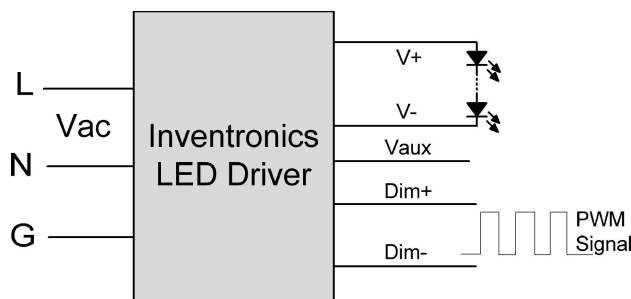 L
Vac
N
G
Inventronics
LED Driver
V+
V-
Vaux
Dim+
Dim-
PWM
Signal